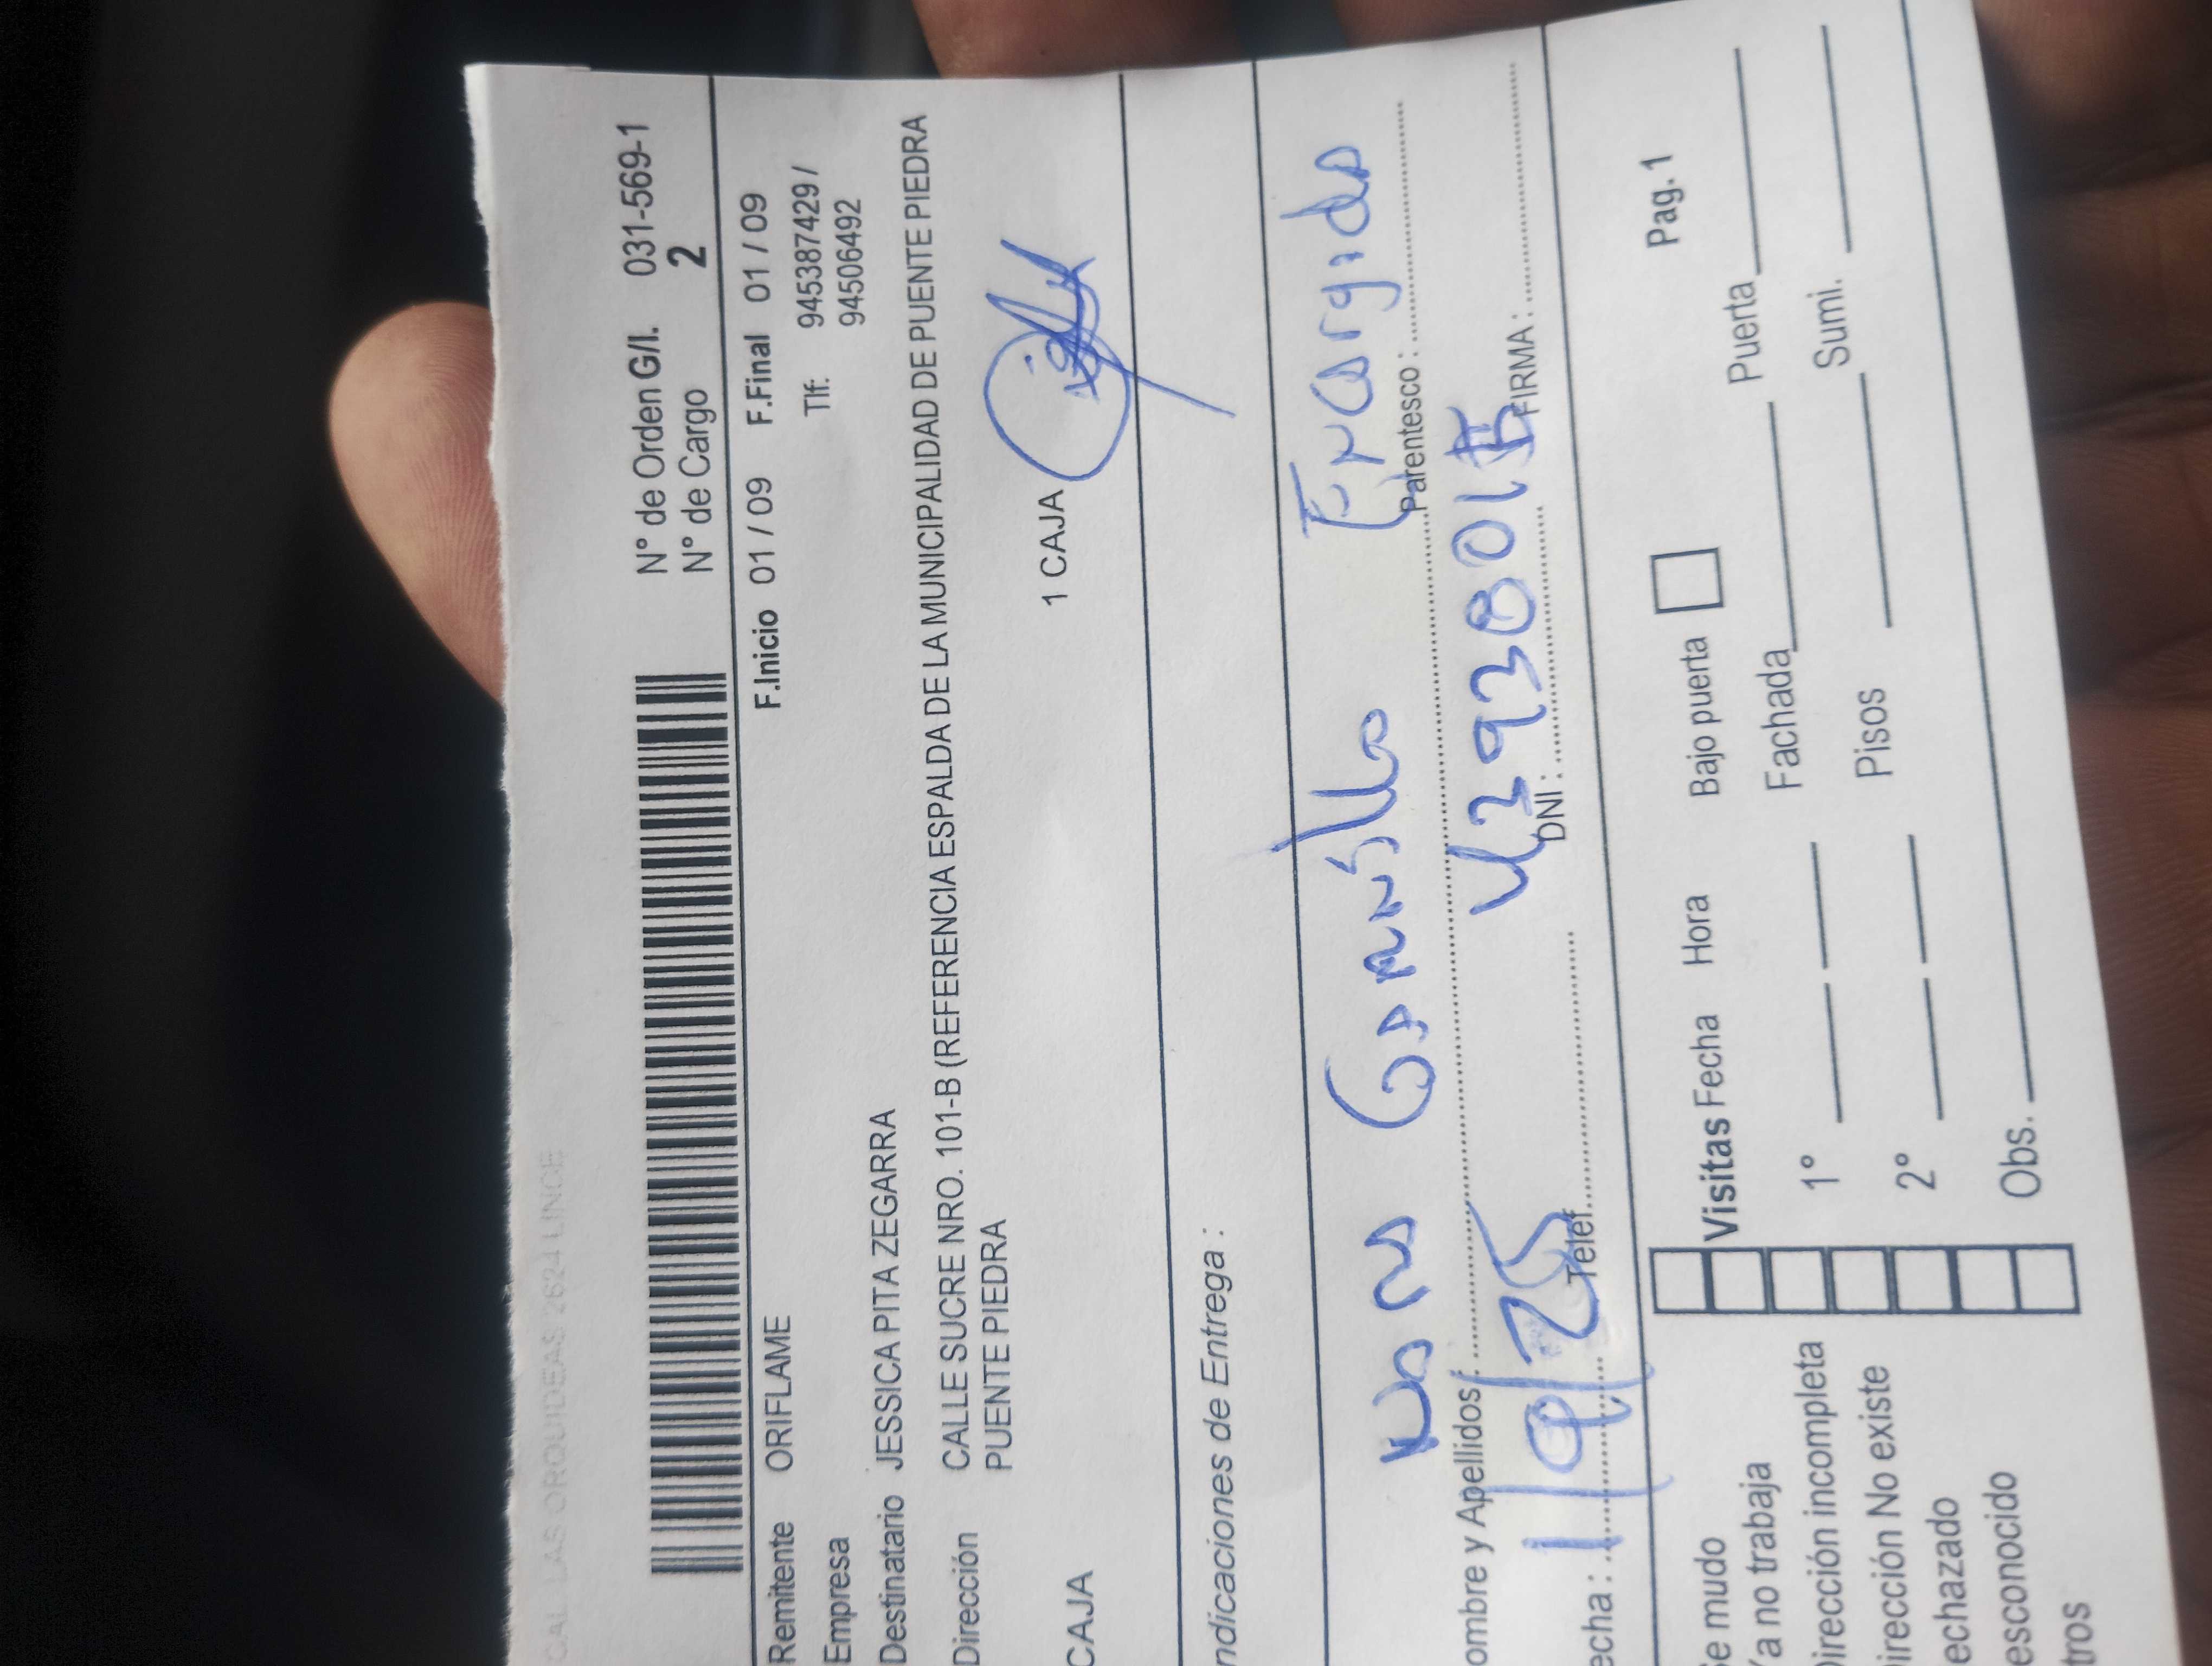 CAL. LAS ORQUIDEAS 2624 LINCE
N° de Orden G/I. 031-569-1
N° de Cargo 2
F.Inicio 01 / 09 F.Final 01 / 09
Remitente ORIFLAME
Tlf: 945387429 /
Empresa
94506492
Destinatario JESSICA PITA ZEGARRA
Dirección CALLE SUCRE NRO. 101-B (REFERENCIA ESPALDA DE LA MUNICIPALIDAD DE PUENTE PIEDRA
PUENTE PIEDRA
CAJA 1 CAJA
ndicaciones de Entrega :
Encargido
ombre y Apellidos : Parentesco :
1/9/25
echa : Telef. DNI : FIRMA :
Pag. 1
e mudo Visitas Fecha Hora Bajo puerta
a no trabaja
Dirección incompleta 1° Fachada Puerta
Dirección No existe
echazado 2° Pisos Sumi.
esconocido
tros Obs.